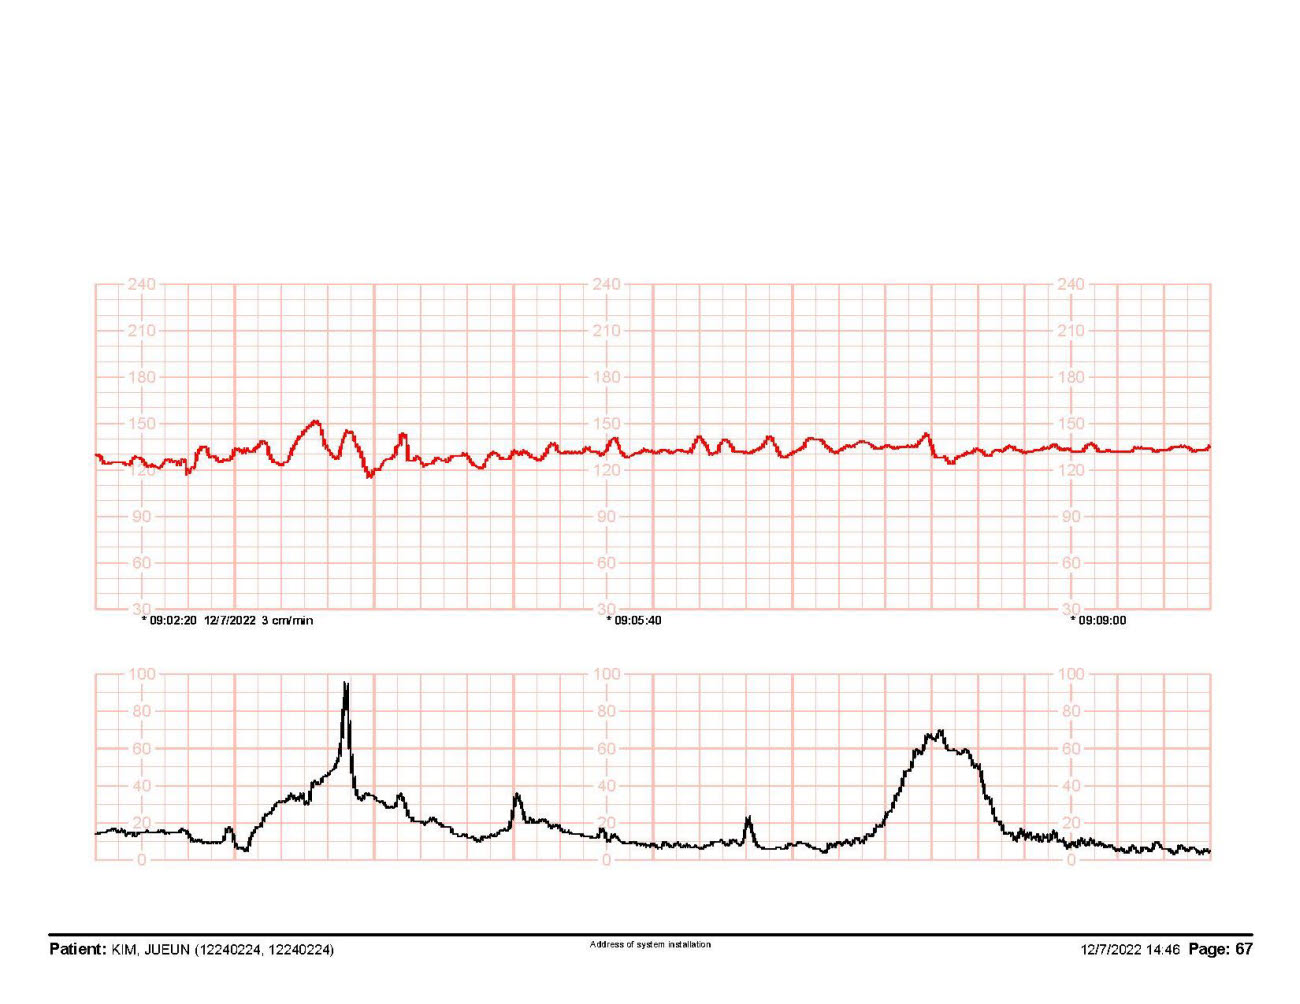 240 240 240
210 210 210
180 180 180
150 150 150
120 120 120
90 90 90
60 60 60
30 30 30
* 09:02:20 12/7/2022 3 cm/min * 09:05:40 * 09:09:00
100 100 100
80 80 80
60 60 60
40 40 40
20 20 20
0 0 0
Patient: KIM, JUEUN (12240224, 12240224) Address of system installation 12/7/2022 14:46 Page: 67